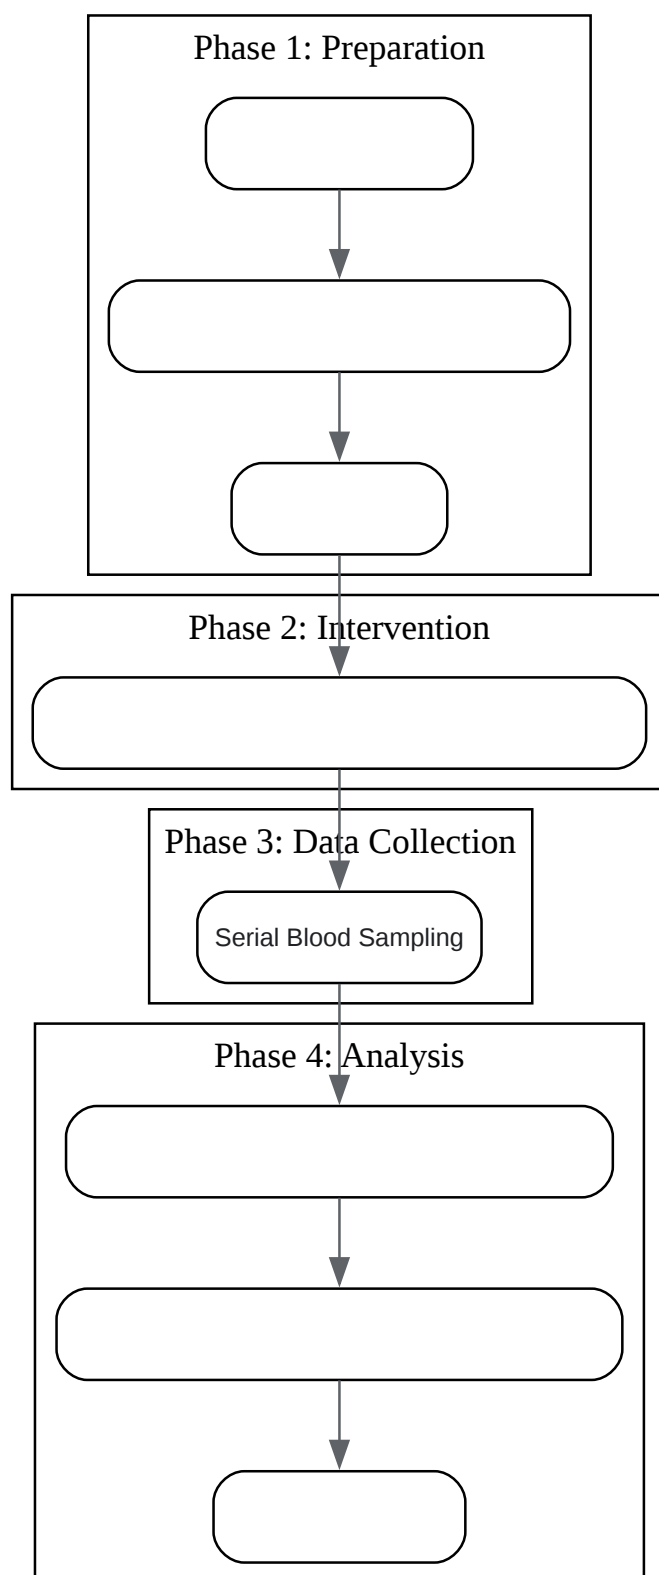 Phase 1: Preparation
Phase 2: Intervention
Phase 3: Data Collection
Serial Blood Sampling
Phase 4: Analysis